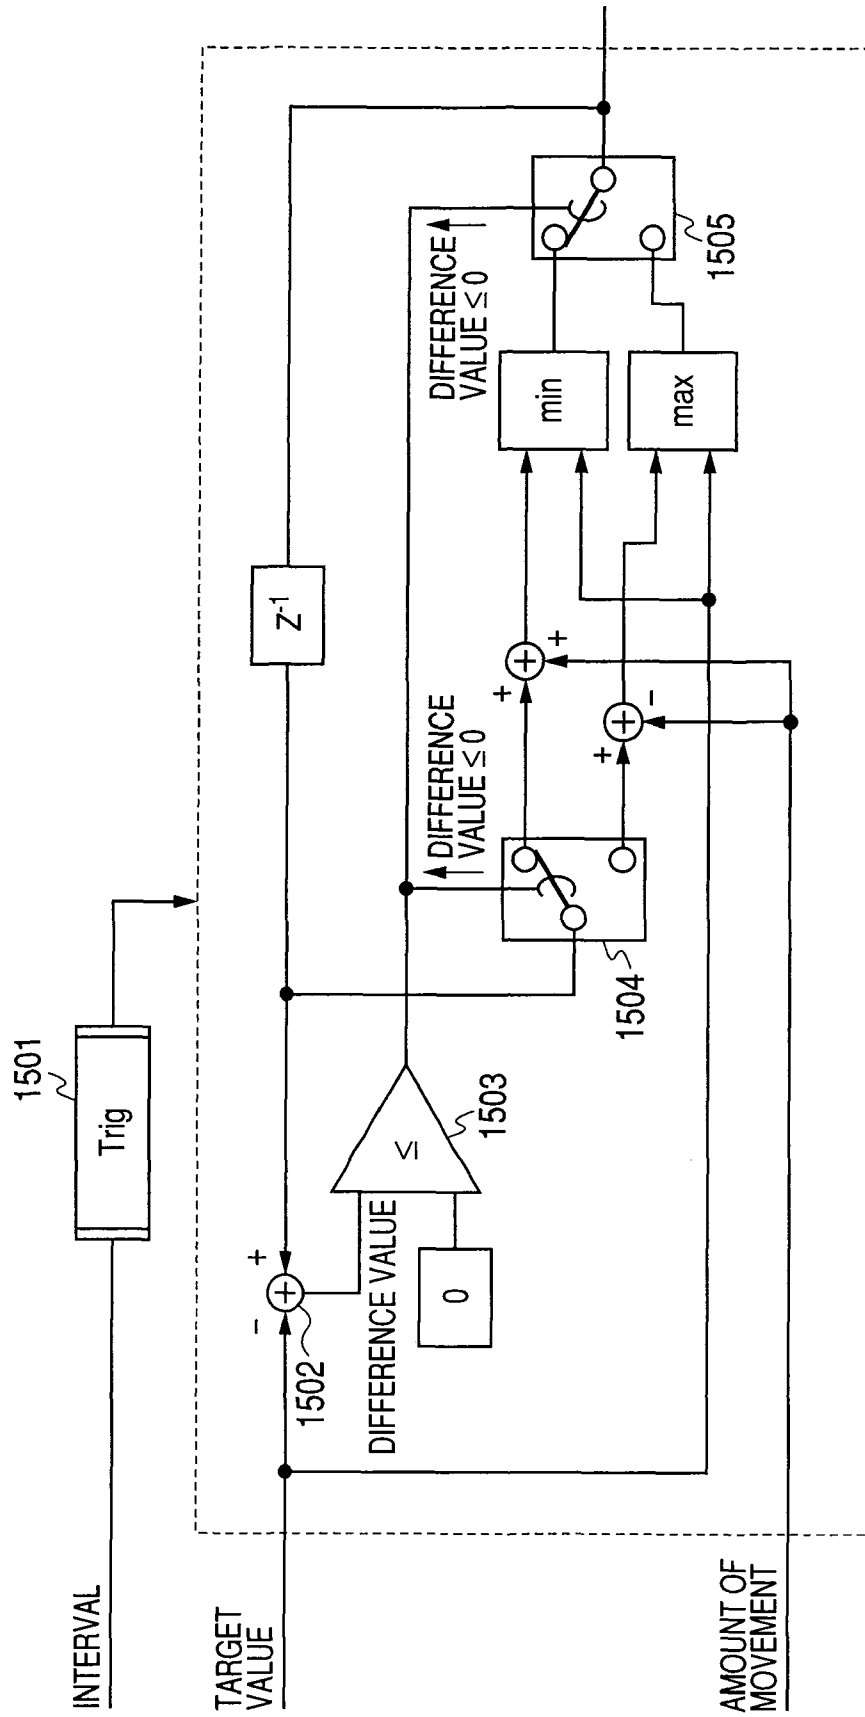 INTERVAL
1501
Trig
TARGET
VALUE
-
+
1502
+
DIFFERENCE VALUE
0
≤
1503
Z-1
1504
DIFFERENCE
VALUE ≤ 0
+
+
+
+
-
+
min
max
DIFFERENCE
VALUE ≤ 0
1505
AMOUNT OF
MOVEMENT